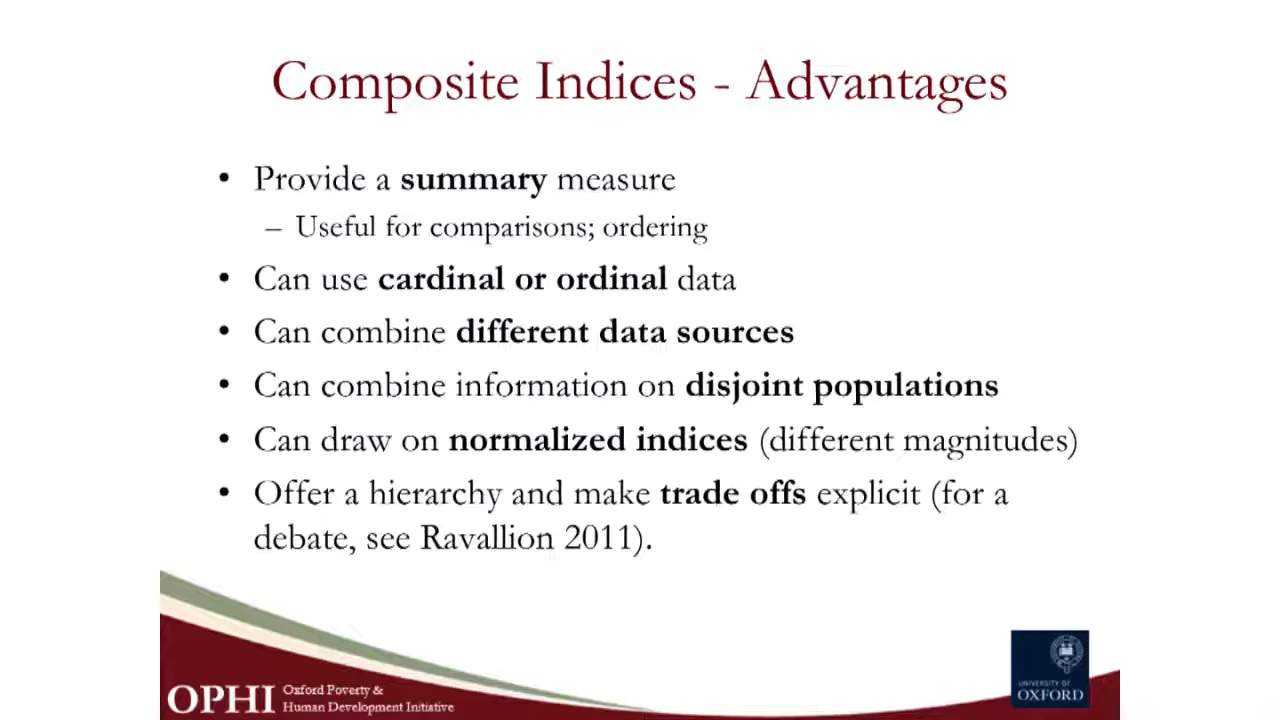 Composite Indices - Advantages
• Provide a summary measure
– Useful for comparisons; ordering
• Can use cardinal or ordinal data
• Can combine different data sources
• Can combine information on disjoint populations
• Can draw on normalized indices (different magnitudes)
• Offer a hierarchy and make trade offs explicit (for a
debate, see Ravallion 2011).
OPHI
Oxford Poverty &
Human Development Initiative
UNIVERSITY OF
OXFORD